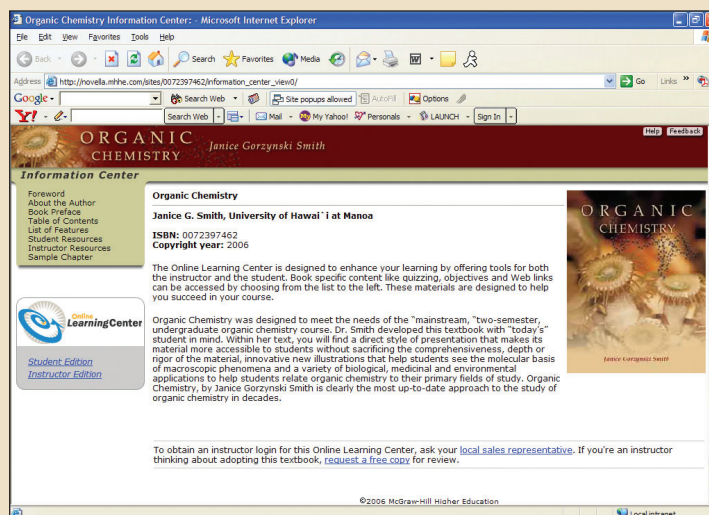 Organic Chemistry Information Center: - Microsoft Internet Explorer
File Edit View Favorites Tools Help
Back Search Favorites Media
Address http://novella.mhhe.com/sites/0072397462/information_center_view0/ Go Links »
Google Search Web Site popups allowed AutoFill Options
Y! Search Web Mail My Yahoo! Personals LAUNCH Sign In
Help Feedback
ORGANIC
CHEMISTRY Janice Gorzynski Smith
Information Center
Foreword
About the Author
Book Preface
Table of Contents
List of Features
Student Resources
Instructor Resources
Sample Chapter
Online
LearningCenter
Student Edition
Instructor Edition
Organic Chemistry
Janice G. Smith, University of Hawai`i at Manoa
ISBN: 0072397462
Copyright year: 2006
The Online Learning Center is designed to enhance your learning by offering tools for both
the instructor and the student. Book specific content like quizzing, objectives and Web links
can be accessed by choosing from the list to the left. These materials are designed to help
you succeed in your course.
Organic Chemistry was designed to meet the needs of the "mainstream, "two-semester,
undergraduate organic chemistry course. Dr. Smith developed this textbook with "today's"
student in mind. Within her text, you will find a direct style of presentation that makes its
material more accessible to students without sacrificing the comprehensiveness, depth or
rigor of the material, innovative new illustrations that help students see the molecular basis
of macroscopic phenomena and a variety of biological, medicinal and environmental
applications to help students relate organic chemistry to their primary fields of study. Organic
Chemistry, by Janice Gorzynski Smith is clearly the most up-to-date approach to the study of
organic chemistry in decades.
ORGANIC
CHEMISTRY
Janice Gorzynski Smith
To obtain an instructor login for this Online Learning Center, ask your local sales representative. If you're an instructor
thinking about adopting this textbook, request a free copy for review.
©2006 McGraw-Hill Higher Education
Local intranet